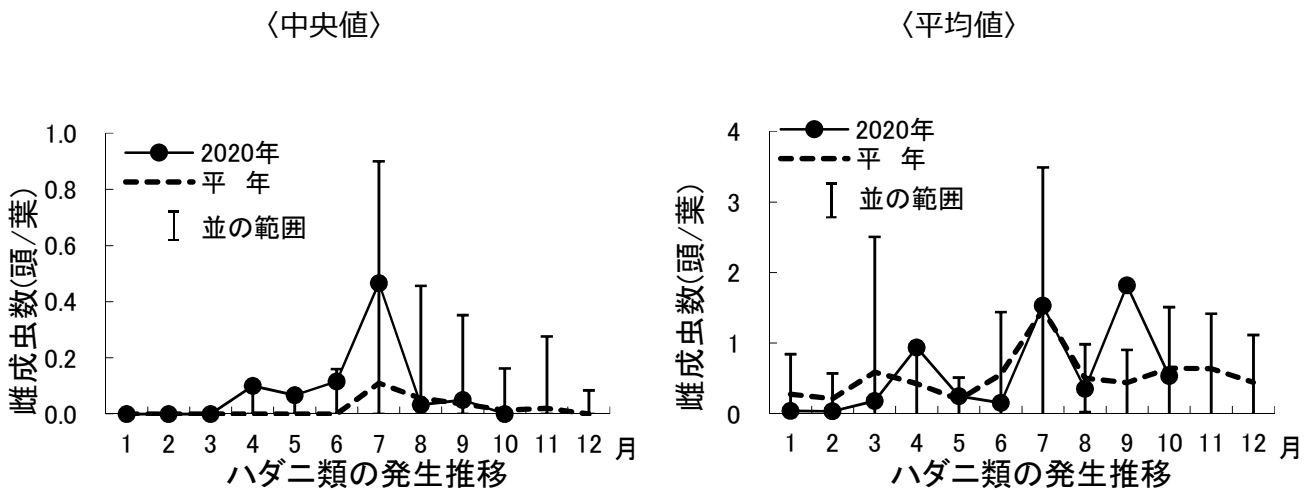 〈中央値〉
雌成虫数(頭/葉)
1.0
0.8
0.6
0.4
0.2
0.0
2020年
平 年
並の範囲
1 2 3 4 5 6 7 8 9 10 11 12 月
ハダニ類の発生推移
〈平均値〉
雌成虫数(頭/葉)
4
3
2
1
0
2020年
平 年
並の範囲
1 2 3 4 5 6 7 8 9 10 11 12 月
ハダニ類の発生推移